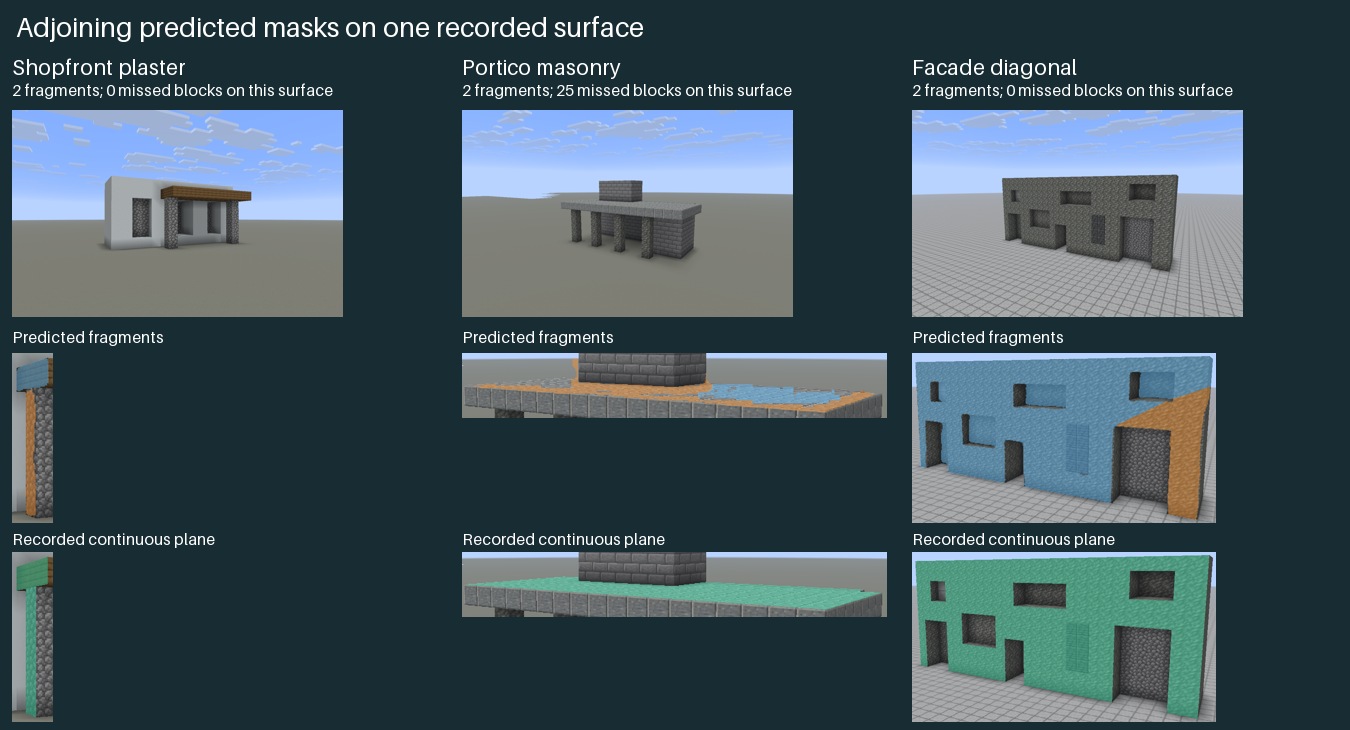 Adjoining predicted masks on one recorded surface
Shopfront plaster
2 fragments; 0 missed blocks on this surface
Predicted fragments
Recorded continuous plane
Portico masonry
2 fragments; 25 missed blocks on this surface
Predicted fragments
Recorded continuous plane
Facade diagonal
2 fragments; 0 missed blocks on this surface
Predicted fragments
Recorded continuous plane